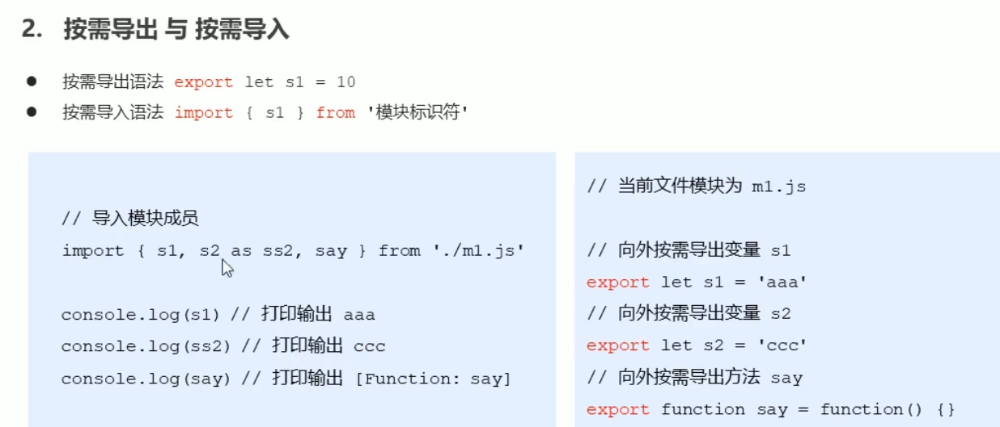 2. 按需导出 与 按需导入
● 按需导出语法 export let s1 = 10
● 按需导入语法 import { s1 } from '模块标识符'
// 导入模块成员
import { s1, s2 as ss2, say } from './m1.js'
console.log(s1) // 打印输出 aaa
console.log(ss2) // 打印输出 ccc
console.log(say) // 打印输出 [Function: say]
// 当前文件模块为 m1.js
// 向外按需导出变量 s1
export let s1 = 'aaa'
// 向外按需导出变量 s2
export let s2 = 'ccc'
// 向外按需导出方法 say
export function say = function() {}